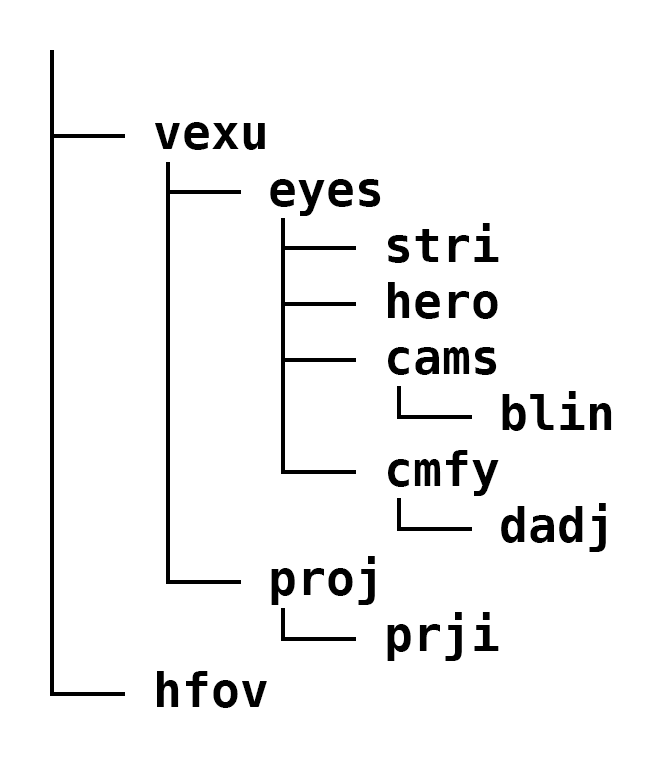 vexu
eyes
stri
hero
cams
blin
cmfy
dadj
proj
prji
hfov